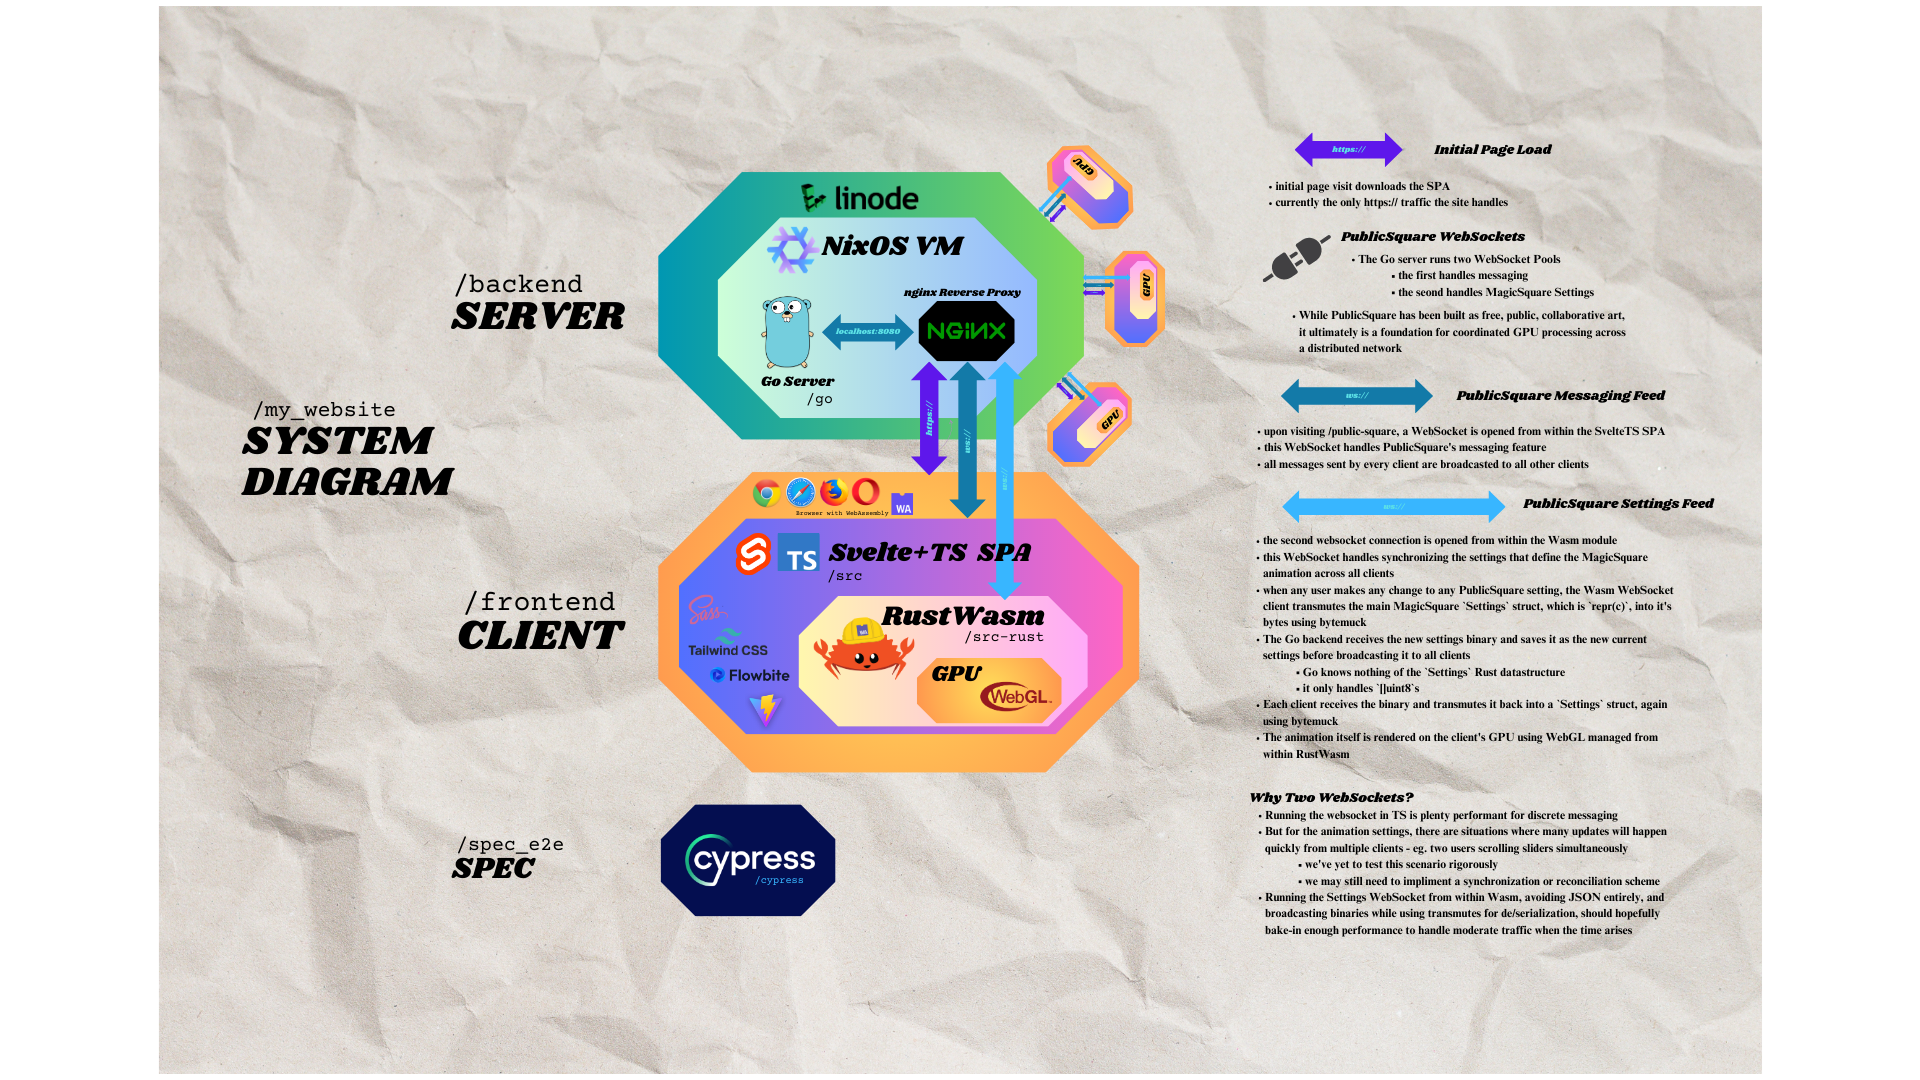 /my_website
SYSTEM
DIAGRAM
/backend
SERVER
linode
NixOS VM
nginx Reverse Proxy
localhost:8080
NGiNX
Go Server
/go
GPU
GPU
GPU
https://
ws://
ws://
/frontend
CLIENT
Browser with WebAssembly
WA
TS
Svelte+TS SPA
/src
Sass
Tailwind CSS
Flowbite
RustWasm
/src-rust
WA
GPU
WebGL
/spec_e2e
SPEC
cypress
/cypress
https://
Initial Page Load
• initial page visit downloads the SPA
• currently the only https:// traffic the site handles
PublicSquare WebSockets
• The Go server runs two WebSocket Pools
▪ the first handles messaging
▪ the seond handles MagicSquare Settings
• While PublicSquare has been built as free, public, collaborative art,
it ultimately is a foundation for coordinated GPU processing across
a distributed network
ws://
PublicSquare Messaging Feed
• upon visiting /public-square, a WebSocket is opened from within the SvelteTS SPA
• this WebSocket handles PublicSquare's messaging feature
• all messages sent by every client are broadcasted to all other clients
ws://
PublicSquare Settings Feed
• the second websocket connection is opened from within the Wasm module
• this WebSocket handles synchronizing the settings that define the MagicSquare
animation across all clients
• when any user makes any change to any PublicSquare setting, the Wasm WebSocket
client transmutes the main MagicSquare `Settings` struct, which is `repr(c)`, into it's
bytes using bytemuck
• The Go backend receives the new settings binary and saves it as the new current
settings before broadcasting it to all clients
▪ Go knows nothing of the `Settings` Rust datastructure
▪ it only handles `[]uint8`s
• Each client receives the binary and transmutes it back into a `Settings` struct, again
using bytemuck
• The animation itself is rendered on the client's GPU using WebGL managed from
within RustWasm
Why Two WebSockets?
• Running the websocket in TS is plenty performant for discrete messaging
• But for the animation settings, there are situations where many updates will happen
quickly from multiple clients - eg. two users scrolling sliders simultaneously
▪ we've yet to test this scenario rigorously
▪ we may still need to impliment a synchronization or reconciliation scheme
• Running the Settings WebSocket from within Wasm, avoiding JSON entirely, and
broadcasting binaries while using transmutes for de/serialization, should hopefully
bake-in enough performance to handle moderate traffic when the time arises